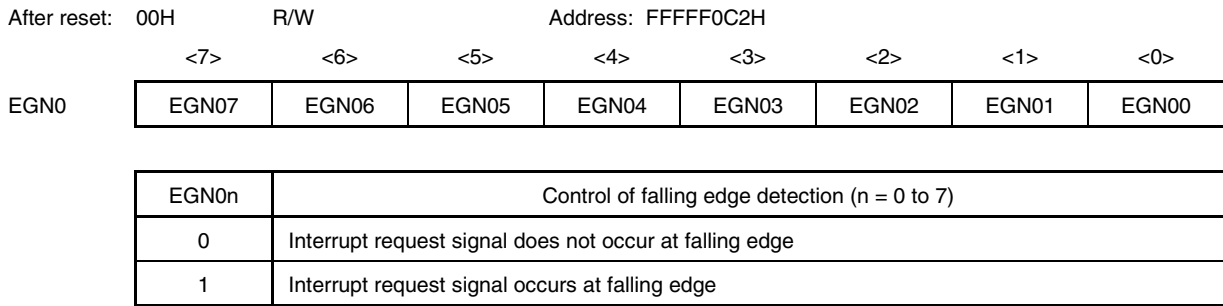 After reset: 00H R/W Address: FFFFF0C2H
<7> <6> <5> <4> <3> <2> <1> <0>
EGN0 EGN07 EGN06 EGN05 EGN04 EGN03 EGN02 EGN01 EGN00
EGN0n Control of falling edge detection (n = 0 to 7)
0 Interrupt request signal does not occur at falling edge
1 Interrupt request signal occurs at falling edge